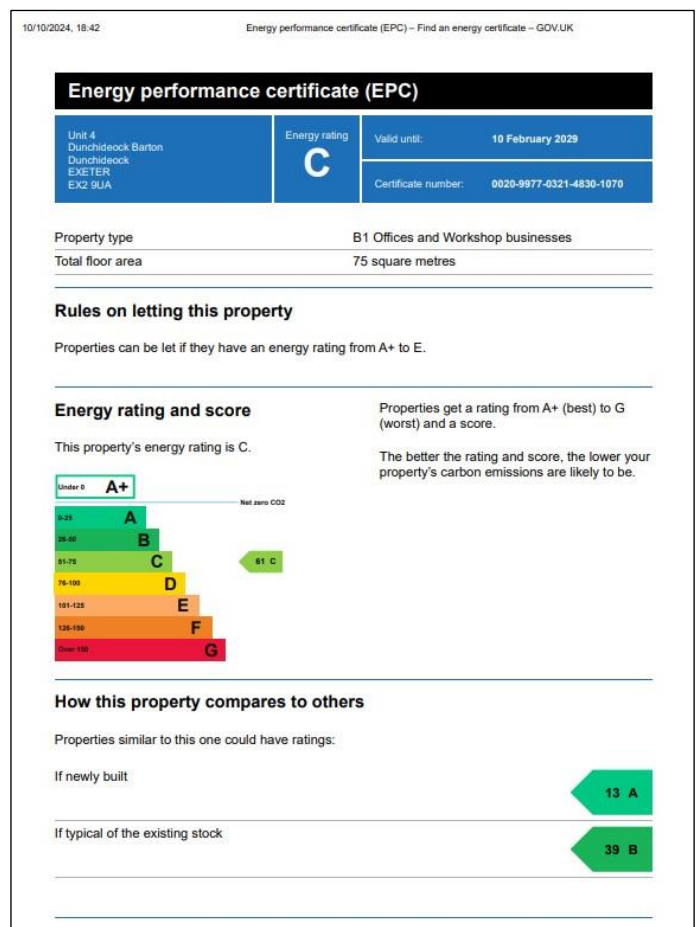 10/10/2024, 18:42 Energy performance certificate (EPC) – Find an energy certificate – GOV.UK
Energy performance certificate (EPC)
Unit 4
Dunchideock Barton
Dunchideock
EXETER
EX2 9UA
Energy rating
C
Valid until: 10 February 2029
Certificate number: 0020-9977-0321-4830-1070
Property type B1 Offices and Workshop businesses
Total floor area 75 square metres
Rules on letting this property
Properties can be let if they have an energy rating from A+ to E.
Energy rating and score
This property's energy rating is C.
Under 0 A+
Net zero CO2
0-25 A
26-50 B
51-75 C
61 C
76-100 D
101-125 E
126-150 F
Over 150 G
Properties get a rating from A+ (best) to G
(worst) and a score.
The better the rating and score, the lower your
property's carbon emissions are likely to be.
How this property compares to others
Properties similar to this one could have ratings:
If newly built
13 A
If typical of the existing stock
39 B